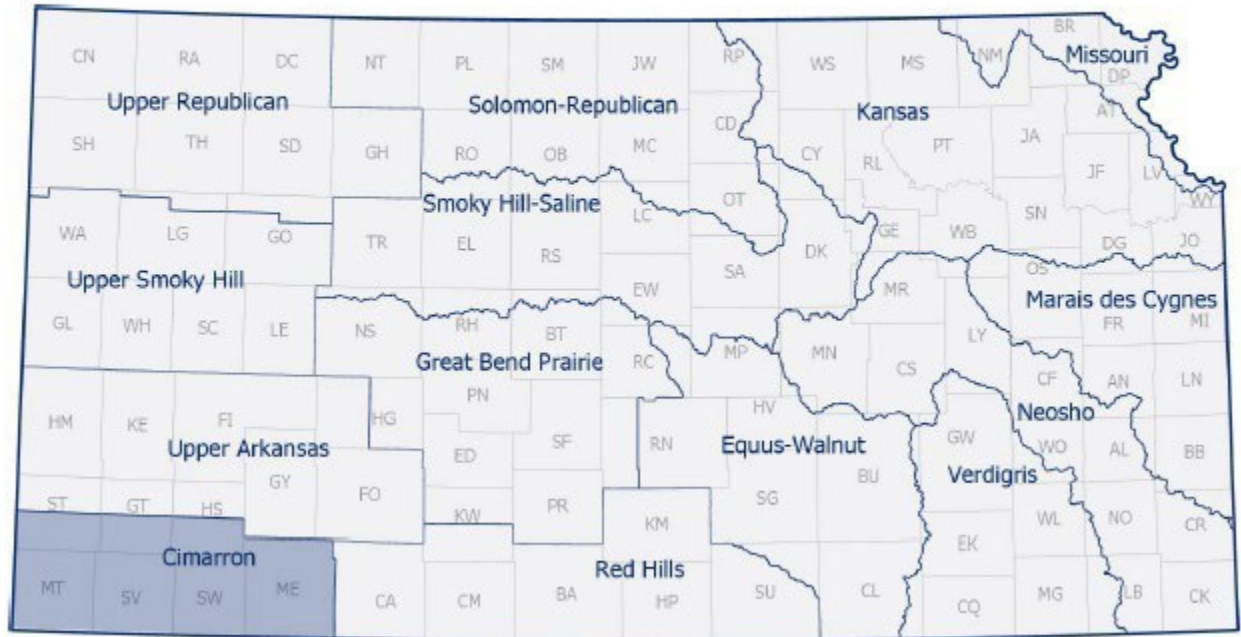 BR
CN RA DC NT PL SM JW RP WS MS NM Missouri
DP
Upper Republican Solomon-Republican Kansas AT
CD
SH TH SD GH RO OB MC CY RL PT JA JF LV
Smoky Hill-Saline OT WY
LC SN
WA LG GO TR EL RS GE WB DG JO
SA DK OS
Upper Smoky Hill EW MR Marais des Cygnes
GL WH SC LE NS RH BT FR MI
Great Bend Prairie RC MP MN CS LY
CF AN LN
HM KE FI HG PN HV Neosho
Upper Arkansas ED SF RN Equus-Walnut GW WO AL BB
GY FO BU Verdigris
ST GT HS KW PR SG
KM WL NO CR
Cimarron Red Hills EK
MT SV SW ME CA CM BA HP SU CL CQ MG LB CK